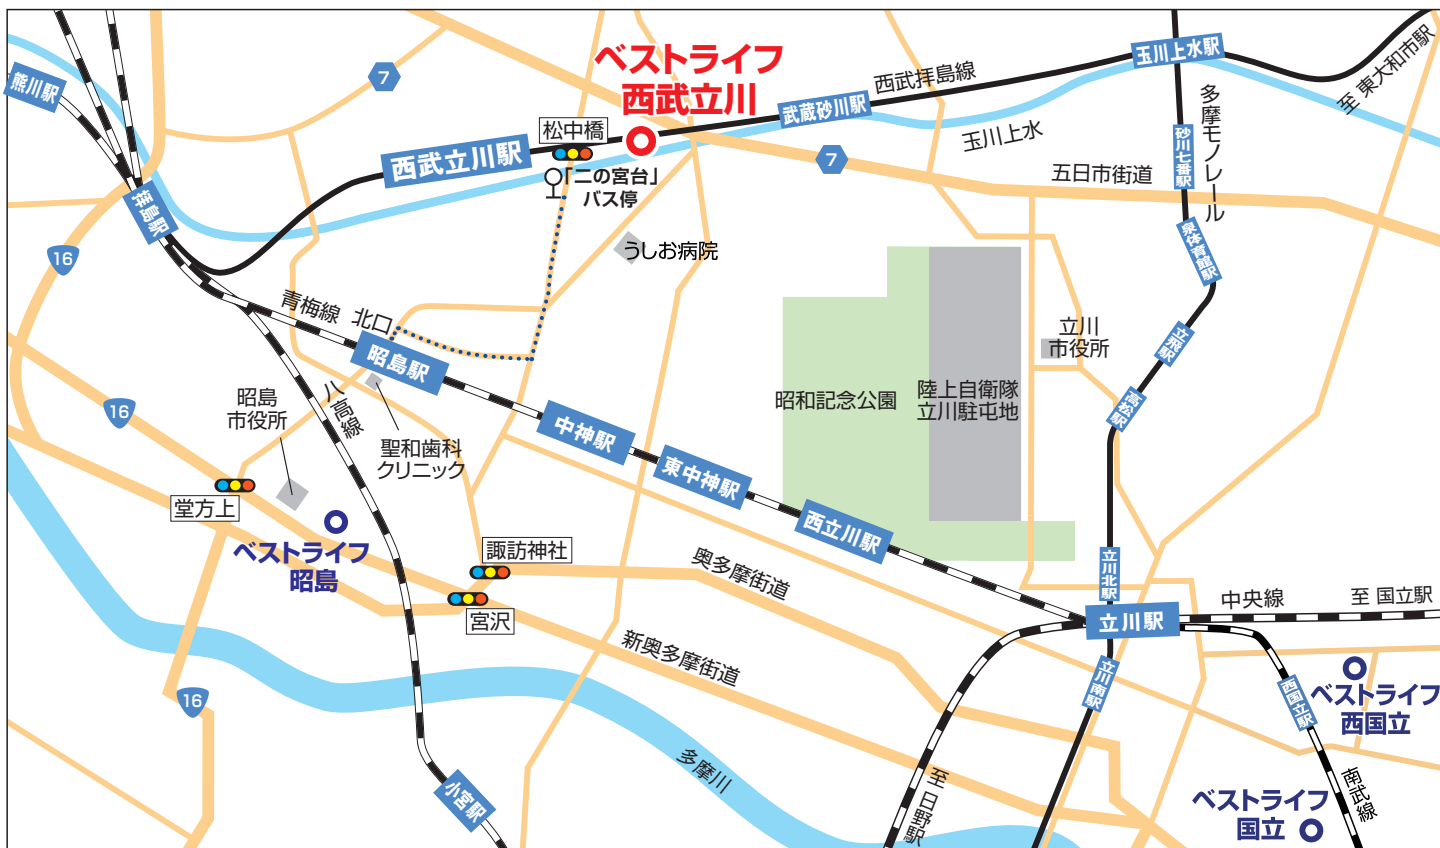 熊川駅
7
ベストライフ
西武立川
西武拝島線
玉川上水駅
至 東大和市駅
武蔵砂川駅
多摩モノレール
松中橋
玉川上水
砂川七番駅
西武立川駅
7
五日市街道
「二の宮台」
バス停
拝島駅
16
うしお病院
泉体育館駅
青梅線
北口
昭島駅
立川
市役所
立飛駅
昭和記念公園
陸上自衛隊
立川駐屯地
高松駅
16
昭島
市役所
八高線
聖和歯科
クリニック
中神駅
東中神駅
西立川駅
堂方上
ベストライフ
昭島
諏訪神社
宮沢
奥多摩街道
新奥多摩街道
立川北駅
立川駅
中央線
至 国立駅
立川南駅
西国立駅
ベストライフ
西国立
16
多摩川
小宮駅
至 日野駅
南武線
ベストライフ
国立